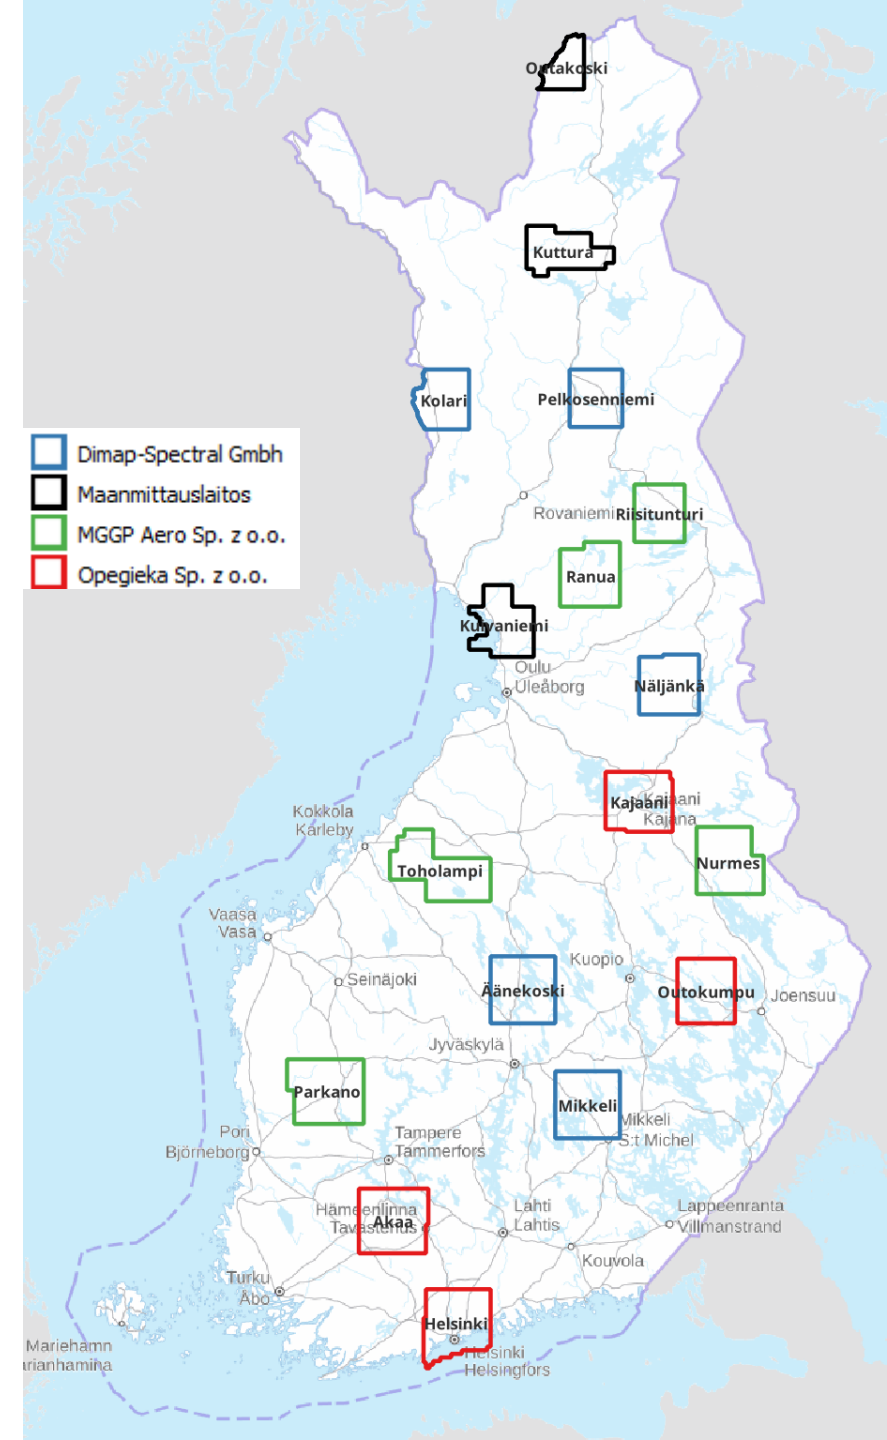 Outakoski
Kuttura
Kolari
Pelkosenniemi
Dimap-Spectral Gmbh
Maanmittauslaitos
MGGP Aero Sp. z o.o.
Opegieka Sp. z o.o.
Rovaniemi
Riisitunturi
Ranua
Kuivaniemi
Oulu
Uleåborg
Näljänkä
Kajaani
Kajaani
Kajana
Kokkola
Karleby
Toholampi
Nurmes
Vaasa
Vasa
Seinäjoki
Kuopio
Äänekoski
Outokumpu
Joensuu
Jyväskylä
Parkano
Mikkeli
Mikkeli
S:t Michel
Pori
Björneborg
Tampere
Tammerfors
Hämeenlinna
Tavastehus
Akaa
Lahti
Lahtis
Lappeenranta
Villmanstrand
Kouvola
Turku
Åbo
Helsinki
Helsinki
Helsingfors
Mariehamn
arianhamina